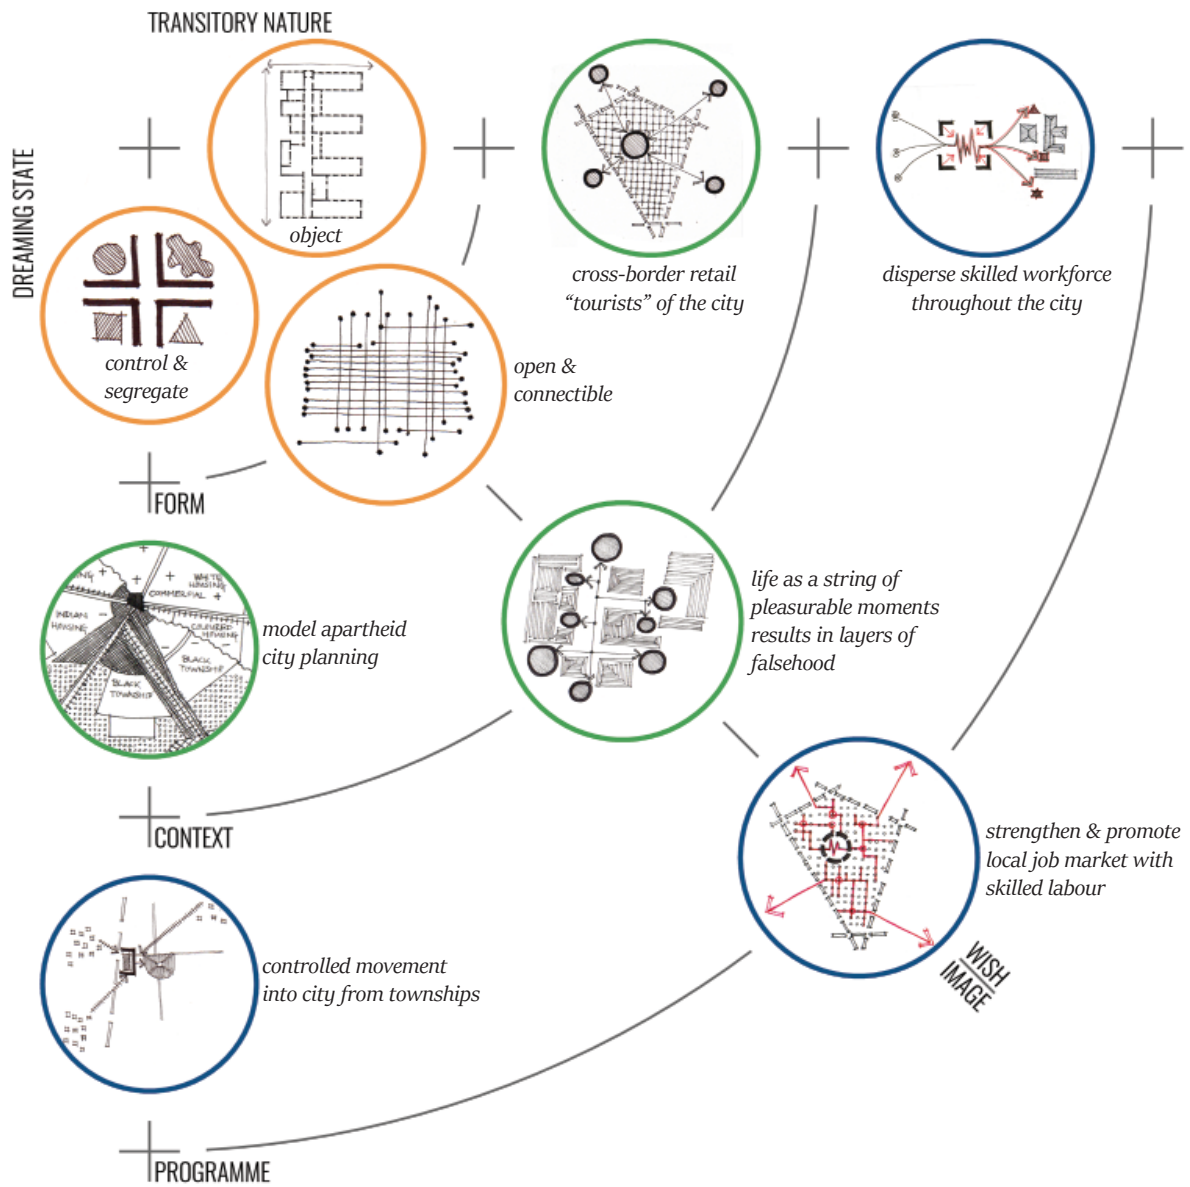 TRANSITORY NATURE
DREAMING STATE
object
control &
segregate
cross-border retail
“tourists” of the city
disperse skilled workforce
throughout the city
open &
connectible
FORM
WHITE
HOUSING
COMMERCIAL
INDIAN
HOUSING
COLOURED
HOUSING
BLACK
TOWNSHIP
BLACK
TOWNSHIP
model apartheid
city planning
life as a string of
pleasurable moments
results in layers of
falsehood
CONTEXT
strengthen & promote
local job market with
skilled labour
WISH
IMAGE
controlled movement
into city from townships
PROGRAMME